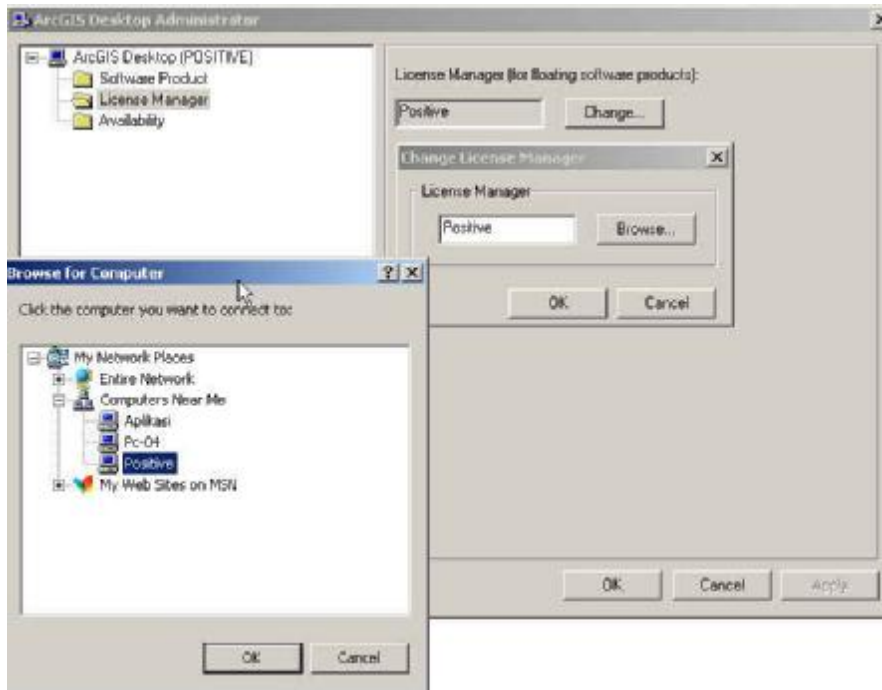 ArcGIS Desktop Administrator
ArcGIS Desktop (POSITIVE)
Software Product
License Manager
Availability
License Manager (for floating software products):
Positive
Change...
Change License Manager
License Manager
Positive
Browse...
OK
Cancel
Browse for Computer
Click the computer you want to connect to:
My Network Places
Entire Network
Computers Near Me
Aplikasi
Pc-04
Positive
My Web Sites on MSN
OK
Cancel
OK
Cancel
Apply